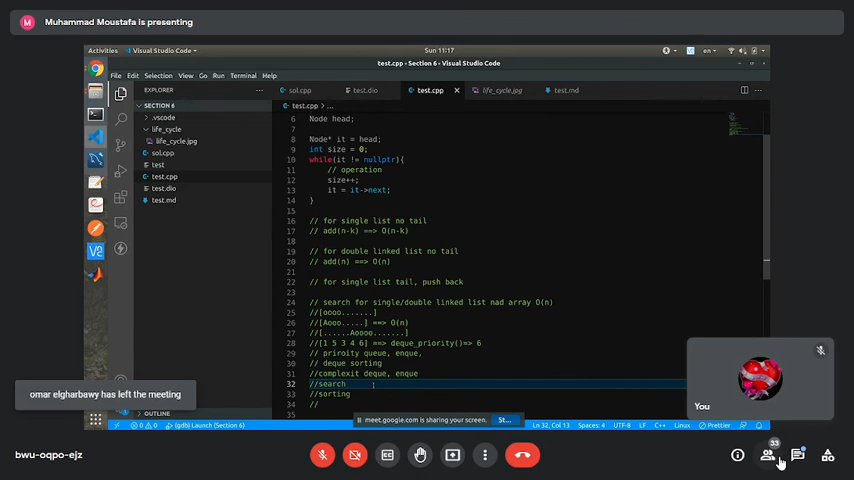 M Muhammad Moustafa is presenting
Activities Visual Studio Code Sun 11:17 en
test.cpp - Section 6 - Visual Studio Code
File Edit Selection View Go Run Terminal Help
EXPLORER ... sol.cpp test.dio test.cpp × life_cycle.jpg test.md
SECTION 6
test.cpp > ...
.vscode
life_cycle
life_cycle.jpg
sol.cpp
test
test.cpp
test.dio
test.md
OUTLINE
6 Node head;
7
8 Node* it = head;
9 int size = 0;
10 while(it != nullptr){
11 // operation
12 size++;
13 it = it->next;
14 }
15
16 // for single list no tail
17 // add(n-k) ==> O(n-k)
18
19 // for double linked list no tail
20 // add(n) ==> O(n)
21
22 // for single list tail, push back
23
24 // search for single/double linked list nad array O(n)
25 //[oooo.......]
26 //[Aooo.....] ==> O(n)
27 //[......Aoooo.......]
28 //[1 5 3 4 6] ==> deque_priority()=> 6
29 // priroity queue, enque,
30 // deque sorting
31 //complexit deque, enque
32 //search
33 //sorting
34 //
35
omar elgharbawy has left the meeting
You
meet.google.com is sharing your screen. St...
0 0 (gdb) Launch (Section 6) Ln 32, Col 13 Spaces: 4 UTF-8 LF C++ Linux Prettier
bwu-oqpo-ejz
33